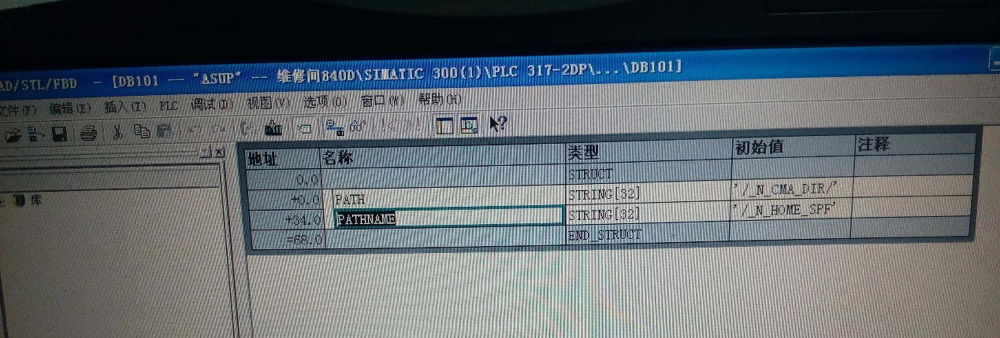 AD/STL/FBD - [DB101 -- "ASUP" -- 维修间840D\SIMATIC 300(1)\PLC 317-2DP\...\DB101]
文件(F) 编辑(E) 插入(I) PLC 调试(D) 视图(V) 选项(O) 窗口(W) 帮助(H)
地址 名称 类型 初始值 注释
0.0 STRUCT
+0.0 PATH STRING[32] '/_N_CMA_DIR/'
+34.0 PATHNAME STRING[32] '/_N_HOME_SPF'
=68.0 END_STRUCT
库